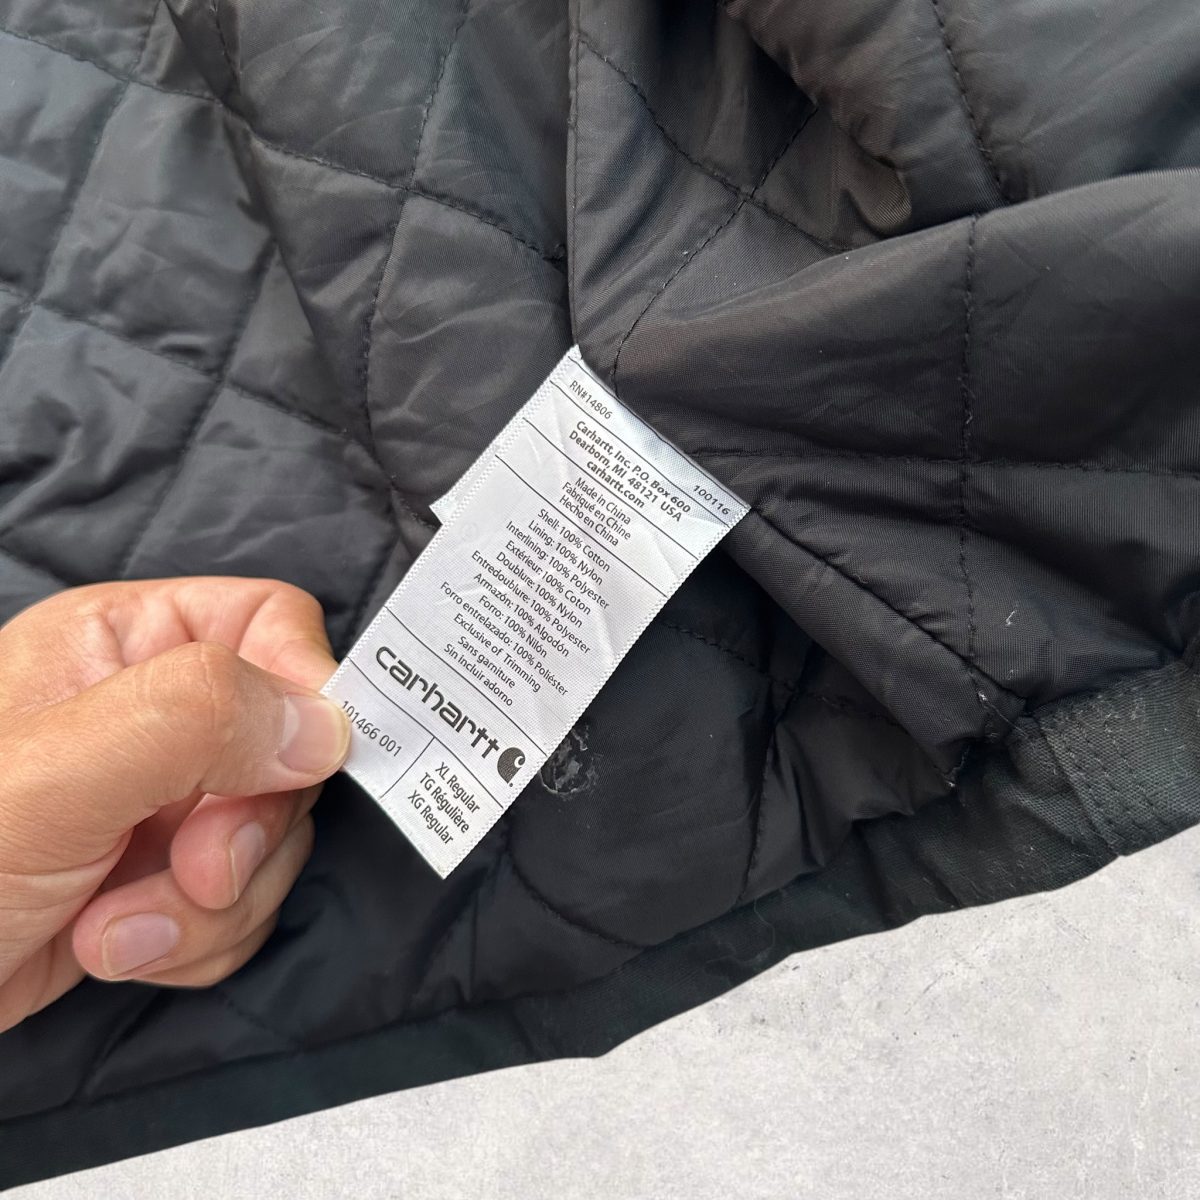 RN#14806
100116
Carhartt, Inc. P.O. Box 600
Dearborn, MI 48121 USA
carhartt.com
Made in China
Fabriqué en Chine
Hecho en China
Shell: 100% Cotton
Lining: 100% Nylon
Interlining: 100% Polyester
Extérieur: 100% Coton
Doublure: 100% Nylon
Entredoublure: 100% Polyester
Armazón: 100% Algodón
Forro: 100% Nilón
Forro entrelazado: 100% Poliéster
Exclusive of Trimming
Sans garniture
Sin incluir adorno
carhartt
101466 001
XL Regular
TG Régulière
XG Regular